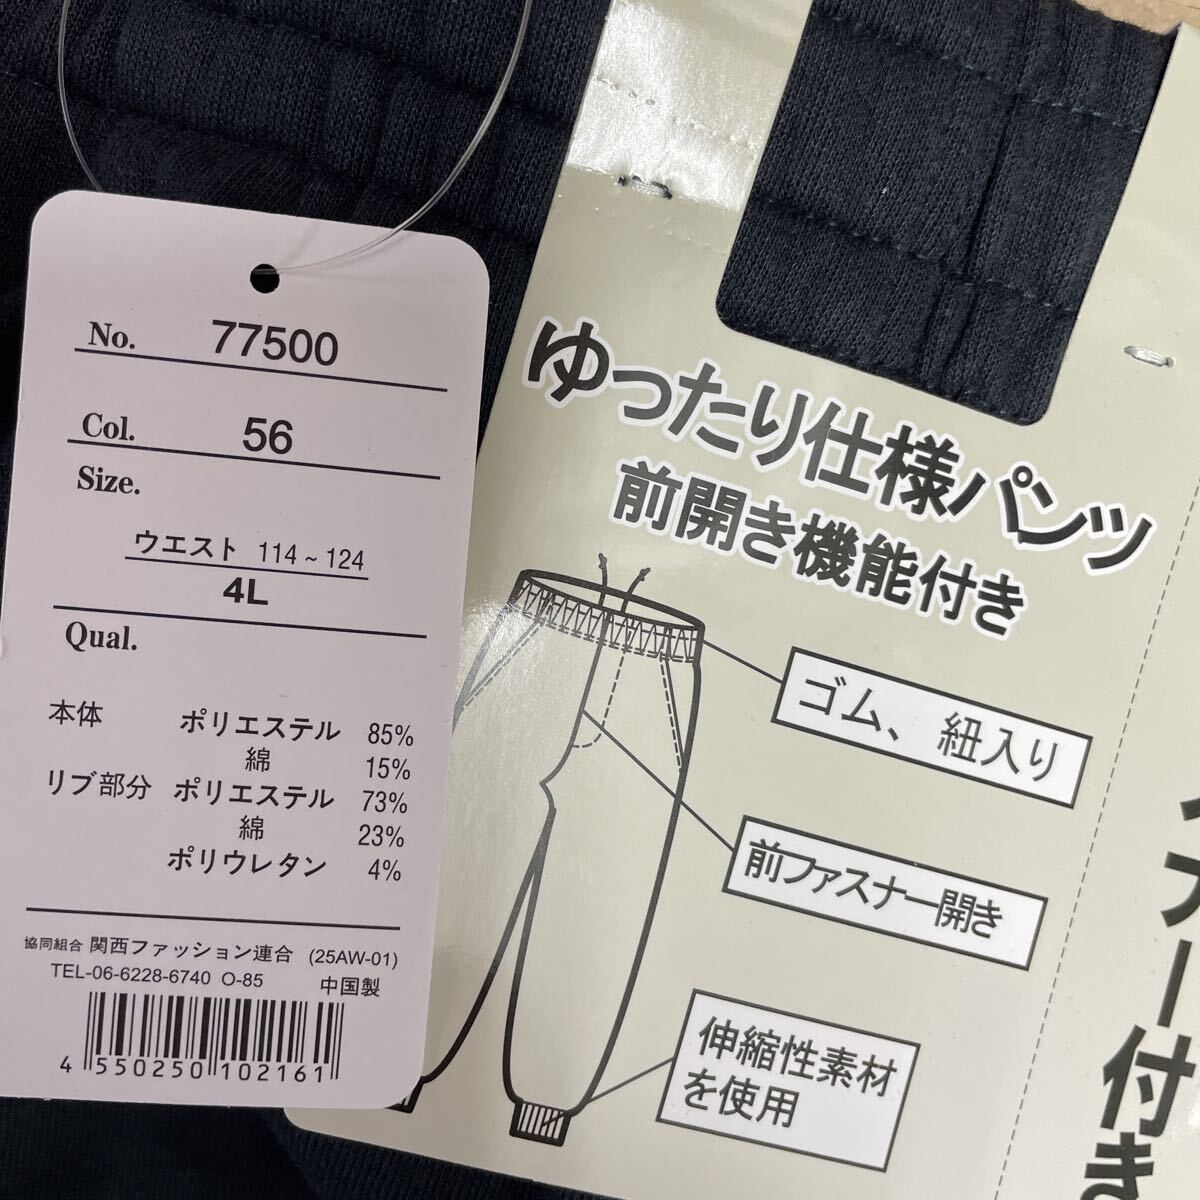 No. 77500
Col. 56
Size.
ウエスト 114~124
4L
Qual.
本体 ポリエステル 85%
綿 15%
リブ部分 ポリエステル 73%
綿 23%
ポリウレタン 4%
協同組合 関西ファッション連合 (25AW-01)
TEL-06-6228-6740 O-85 中国製
4 550250 102161
ゆったり仕様パンツ
前開き機能付き
ゴム、紐入り
前ファスナー開き
伸縮性素材
を使用
ナー付き